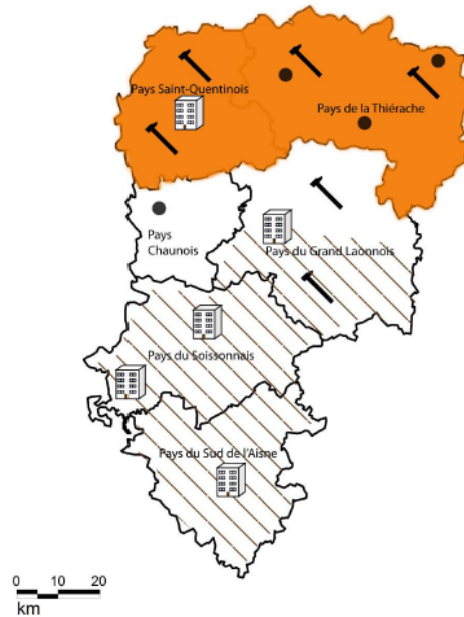 Pays Saint-Quentinois
Pays de la Thiérache
Pays
Chaunois
Pays du Grand Laonnois
Pays du Soissonnais
Pays du Sud de l'Aisne
0 10 20
km